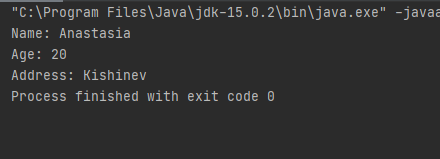 "C:\Program Files\Java\jdk-15.0.2\bin\java.exe" -javaa
Name: Anastasia
Age: 20
Address: Kishinev
Process finished with exit code 0